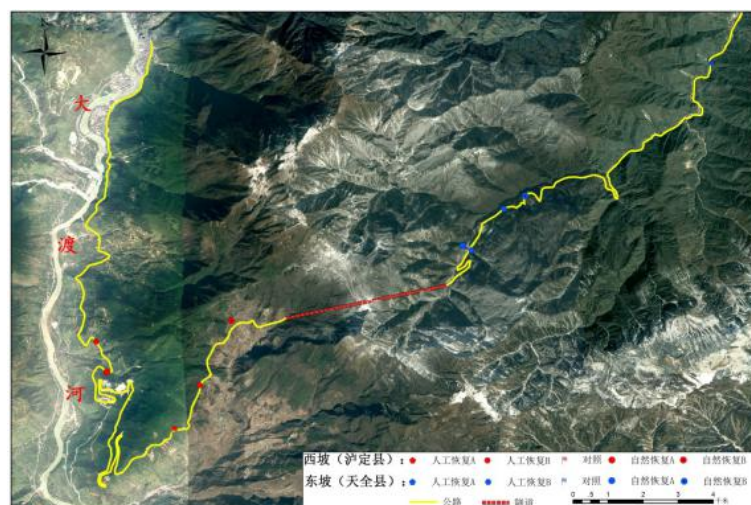 大
渡
河
西坡（泸定县）： 人工恢复A 人工恢复B 对照 自然恢复A 自然恢复B
东坡（天全县）： 人工恢复A 人工恢复B 对照 自然恢复A 自然恢复B
公路 隧道 0 .5 1 2 3 4
千米